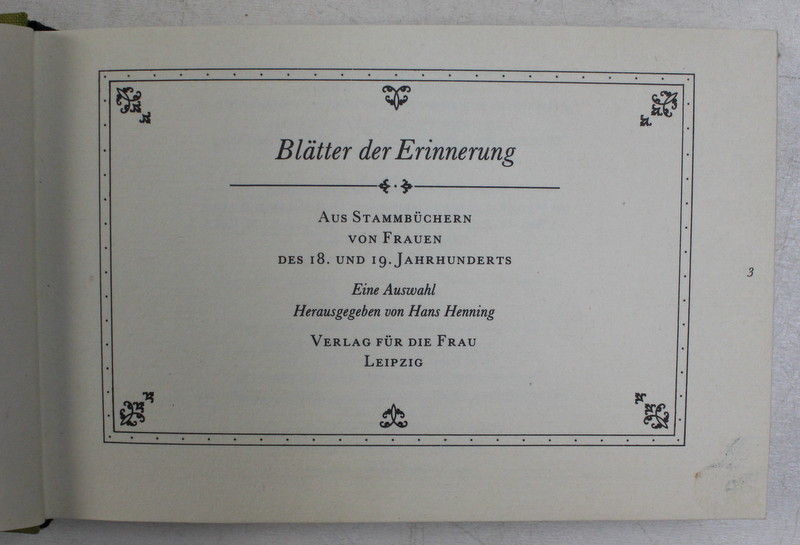 Blätter der Erinnerung
Aus Stammbüchern
von Frauen
des 18. und 19. Jahrhunderts
Eine Auswahl
Herausgegeben von Hans Henning
Verlag für die Frau
Leipzig
3